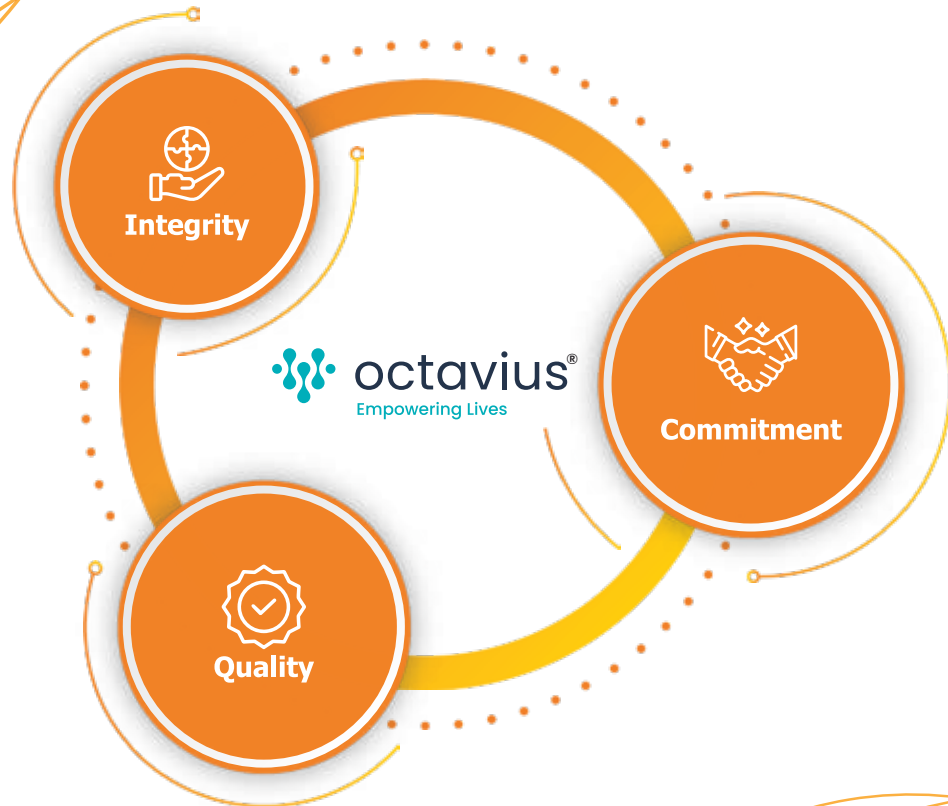 Integrity
octavius®
Empowering Lives
Commitment
Quality